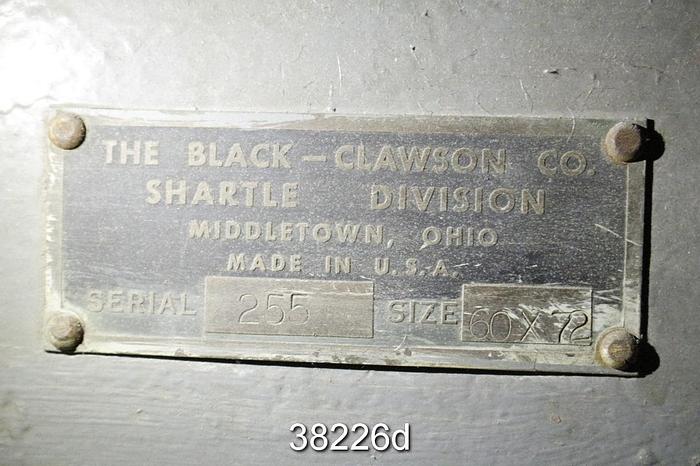 THE BLACK-CLAWSON CO.
SHARTLE DIVISION
MIDDLETOWN, OHIO
MADE IN U.S.A.
SERIAL 255 SIZE 60 X 72
38226d